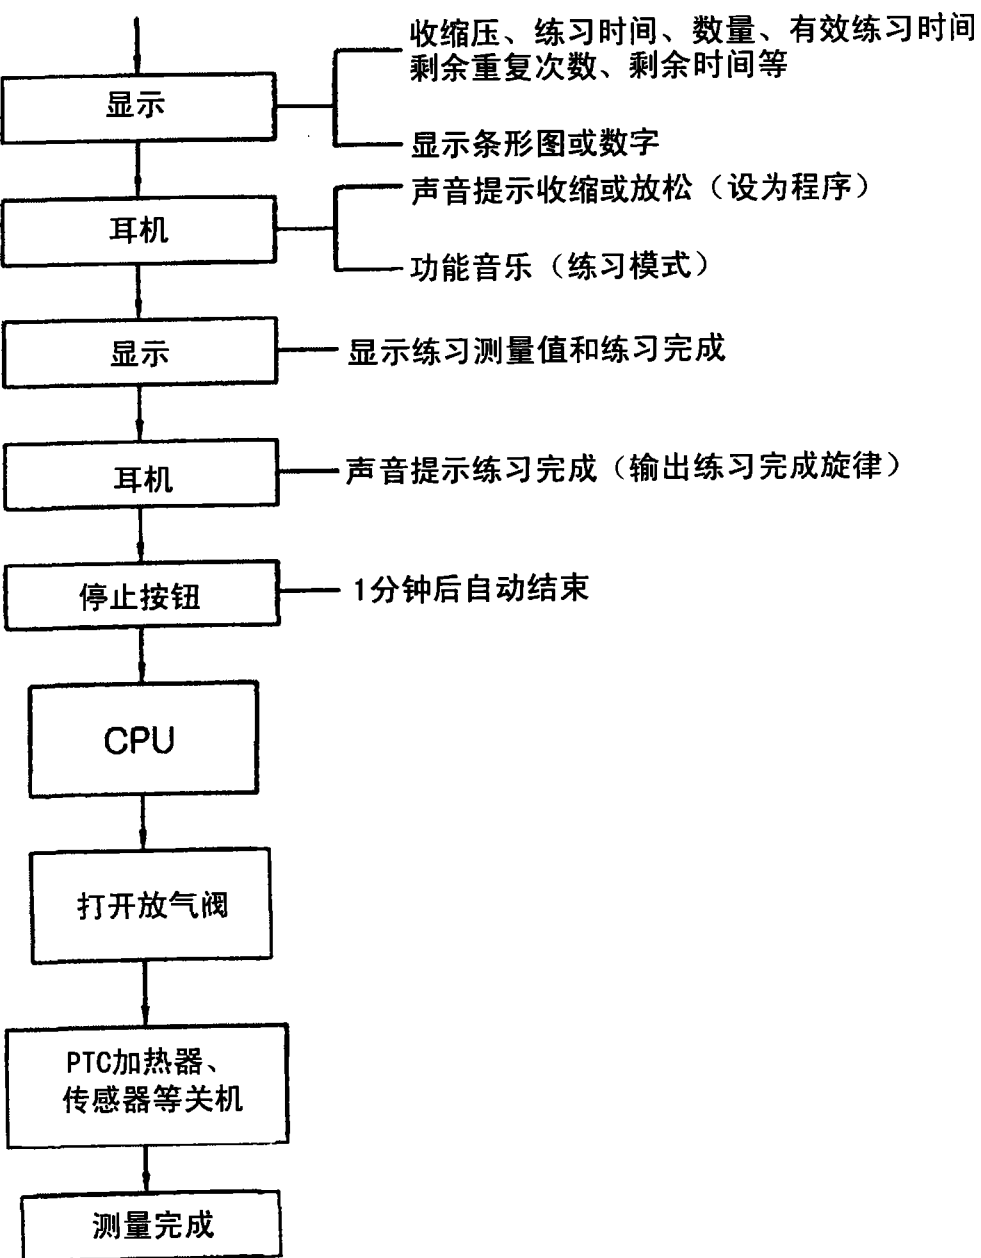 收缩压、练习时间、数量、有效练习时间
剩余重复次数、剩余时间等
显示
显示条形图或数字
声音提示收缩或放松（设为程序）
耳机
功能音乐（练习模式）
显示
显示练习测量值和练习完成
耳机
声音提示练习完成（输出练习完成旋律）
停止按钮
1分钟后自动结束
CPU
打开放气阀
PTC加热器、
传感器等关机
测量完成